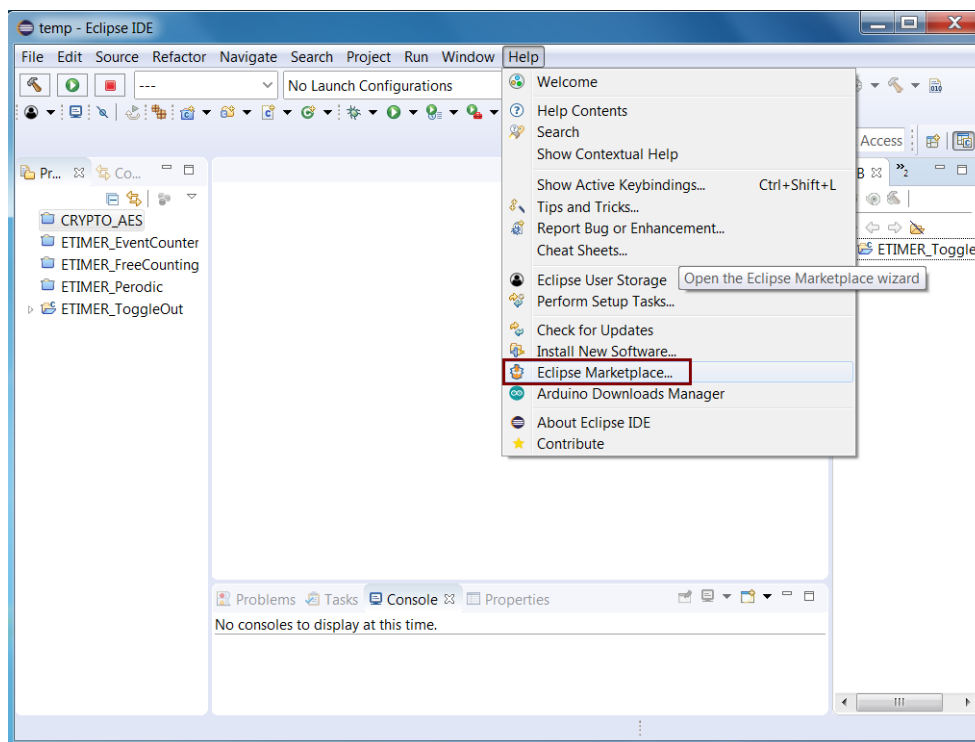 temp - Eclipse IDE
File Edit Source Refactor Navigate Search Project Run Window Help
--- No Launch Configurations
Welcome
Help Contents
Search
Show Contextual Help
Show Active Keybindings... Ctrl+Shift+L
Tips and Tricks...
Report Bug or Enhancement...
Cheat Sheets...
Eclipse User Storage
Open the Eclipse Marketplace wizard
Perform Setup Tasks...
Check for Updates
Install New Software...
Eclipse Marketplace...
Arduino Downloads Manager
About Eclipse IDE
Contribute
010
Access
Pr... Co...
B »2
CRYPTO_AES
ETIMER_EventCounter
ETIMER_FreeCounting
ETIMER_Perodic
ETIMER_ToggleOut
ETIMER_Toggle
Problems Tasks Console Properties
No consoles to display at this time.